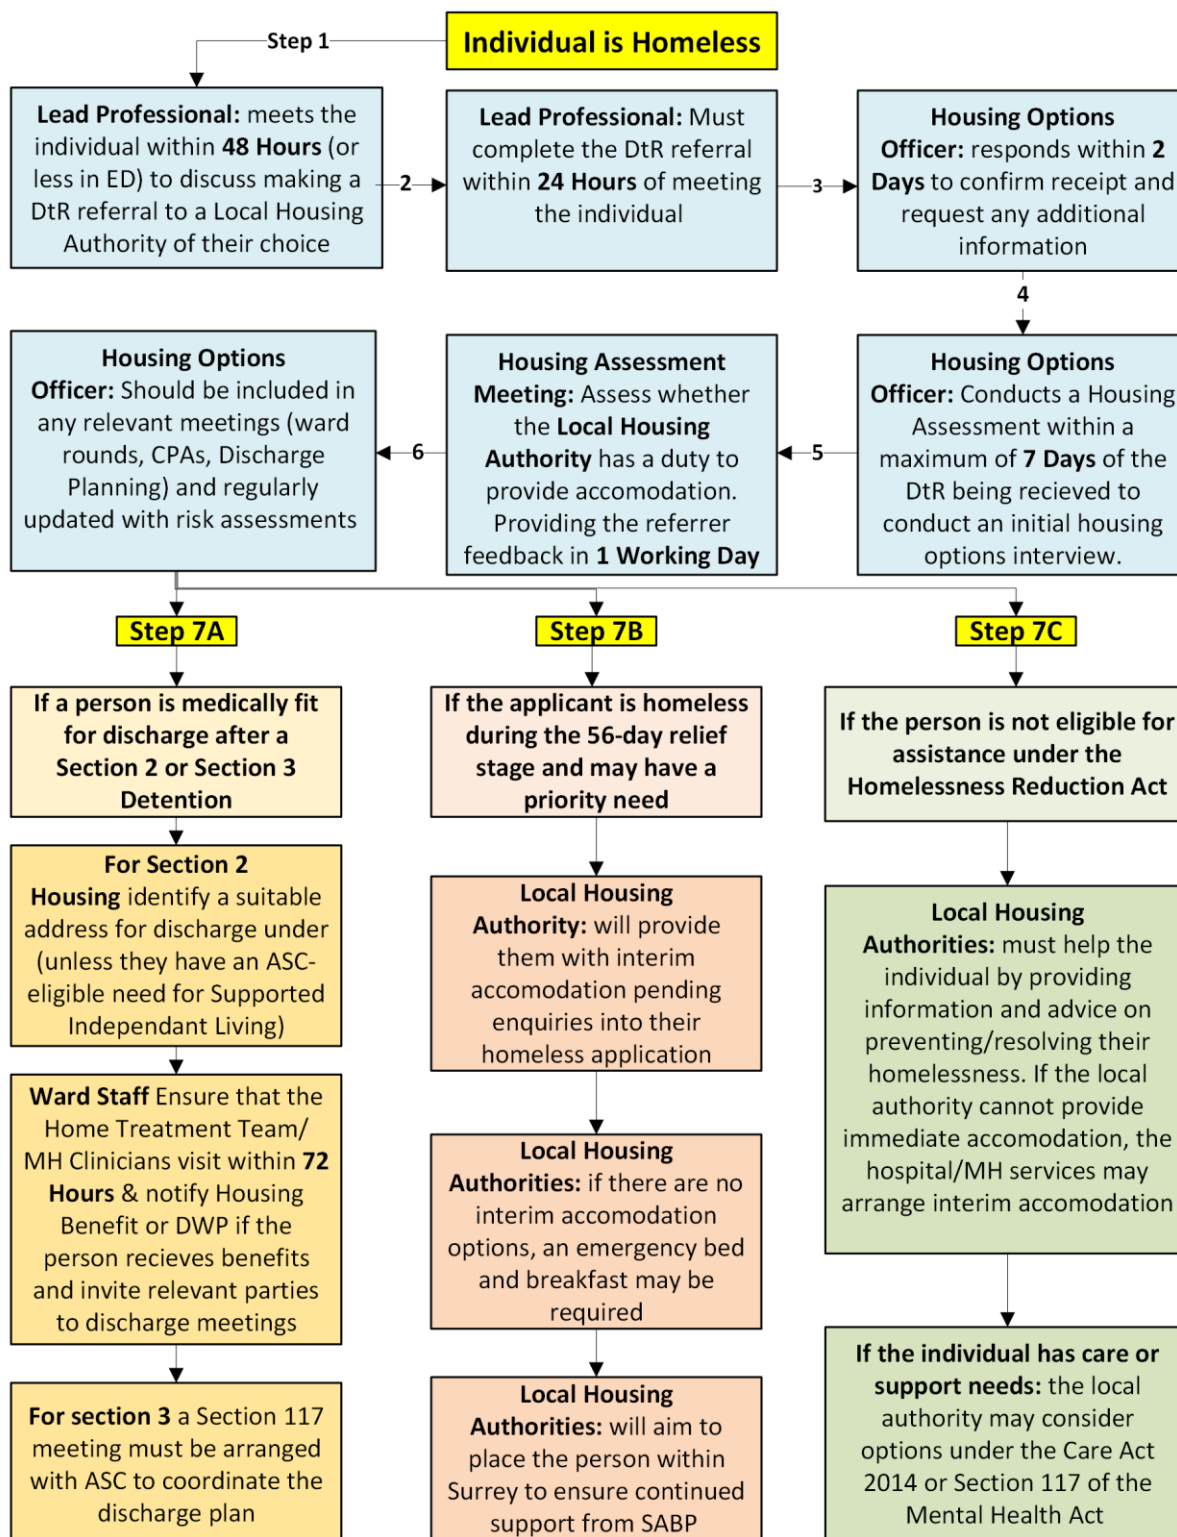 Step 1
Individual is Homeless
Lead Professional: meets the
individual within 48 Hours (or
less in ED) to discuss making a
DtR referral to a Local Housing
Authority of their choice
2
Lead Professional: Must
complete the DtR referral
within 24 Hours of meeting
the individual
3
Housing Options
Officer: responds within 2
Days to confirm receipt and
request any additional
information
4
Housing Options
Officer: Conducts a Housing
Assessment within a
maximum of 7 Days of the
DtR being recieved to
conduct an initial housing
options interview.
5
Housing Assessment
Meeting: Assess whether
the Local Housing
Authority has a duty to
provide accomodation.
Providing the referrer
feedback in 1 Working Day
6
Housing Options
Officer: Should be included in
any relevant meetings (ward
rounds, CPAs, Discharge
Planning) and regularly
updated with risk assessments
Step 7A
If a person is medically fit
for discharge after a
Section 2 or Section 3
Detention
For Section 2
Housing identify a suitable
address for discharge under
(unless they have an ASC-
eligible need for Supported
Independant Living)
Ward Staff Ensure that the
Home Treatment Team/
MH Clinicians visit within 72
Hours & notify Housing
Benefit or DWP if the
person recieves benefits
and invite relevant parties
to discharge meetings
For section 3 a Section 117
meeting must be arranged
with ASC to coordinate the
discharge plan
Step 7B
If the applicant is homeless
during the 56-day relief
stage and may have a
priority need
Local Housing
Authority: will provide
them with interim
accomodation pending
enquiries into their
homeless application
Local Housing
Authorities: if there are no
interim accomodation
options, an emergency bed
and breakfast may be
required
Local Housing
Authorities: will aim to
place the person within
Surrey to ensure continued
support from SABP
Step 7C
If the person is not eligible for
assistance under the
Homelessness Reduction Act
Local Housing
Authorities: must help the
individual by providing
information and advice on
preventing/resolving their
homelessness. If the local
authority cannot provide
immediate accomodation, the
hospital/MH services may
arrange interim accomodation
If the individual has care or
support needs: the local
authority may consider
options under the Care Act
2014 or Section 117 of the
Mental Health Act